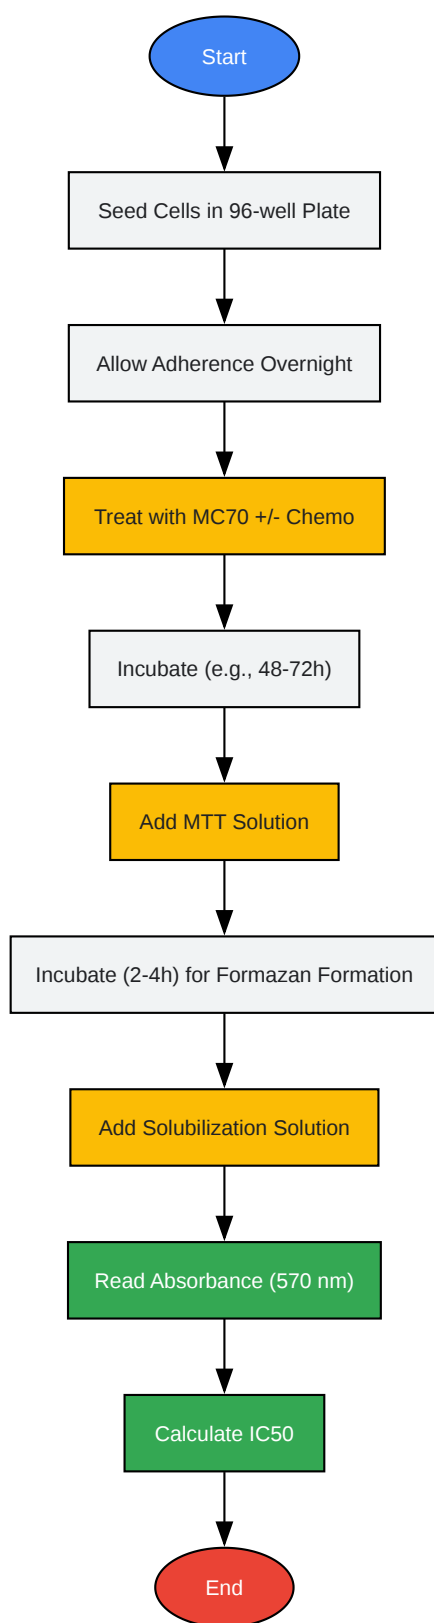 Start
Seed Cells in 96-well Plate
Allow Adherence Overnight
Treat with MC70 +/- Chemo
Incubate (e.g., 48-72h)
Add MTT Solution
Incubate (2-4h) for Formazan Formation
Add Solubilization Solution
Read Absorbance (570 nm)
Calculate IC50
End